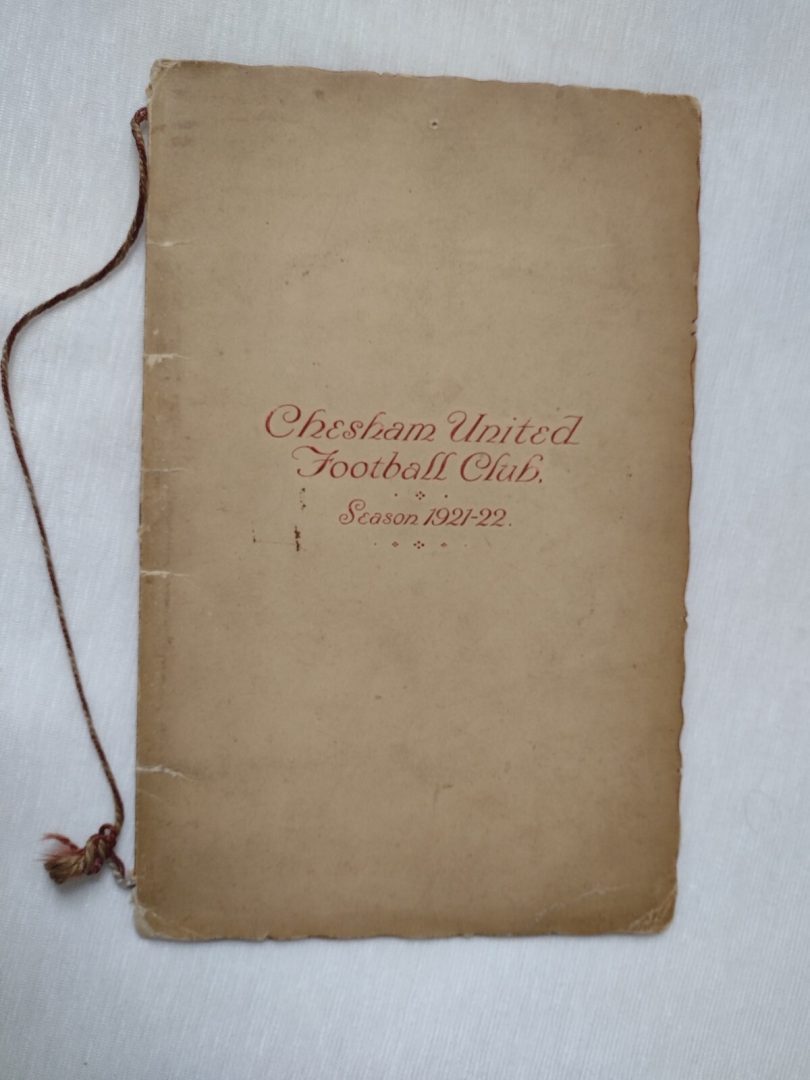 Chesham United
Football Club.
Season 1921-22.